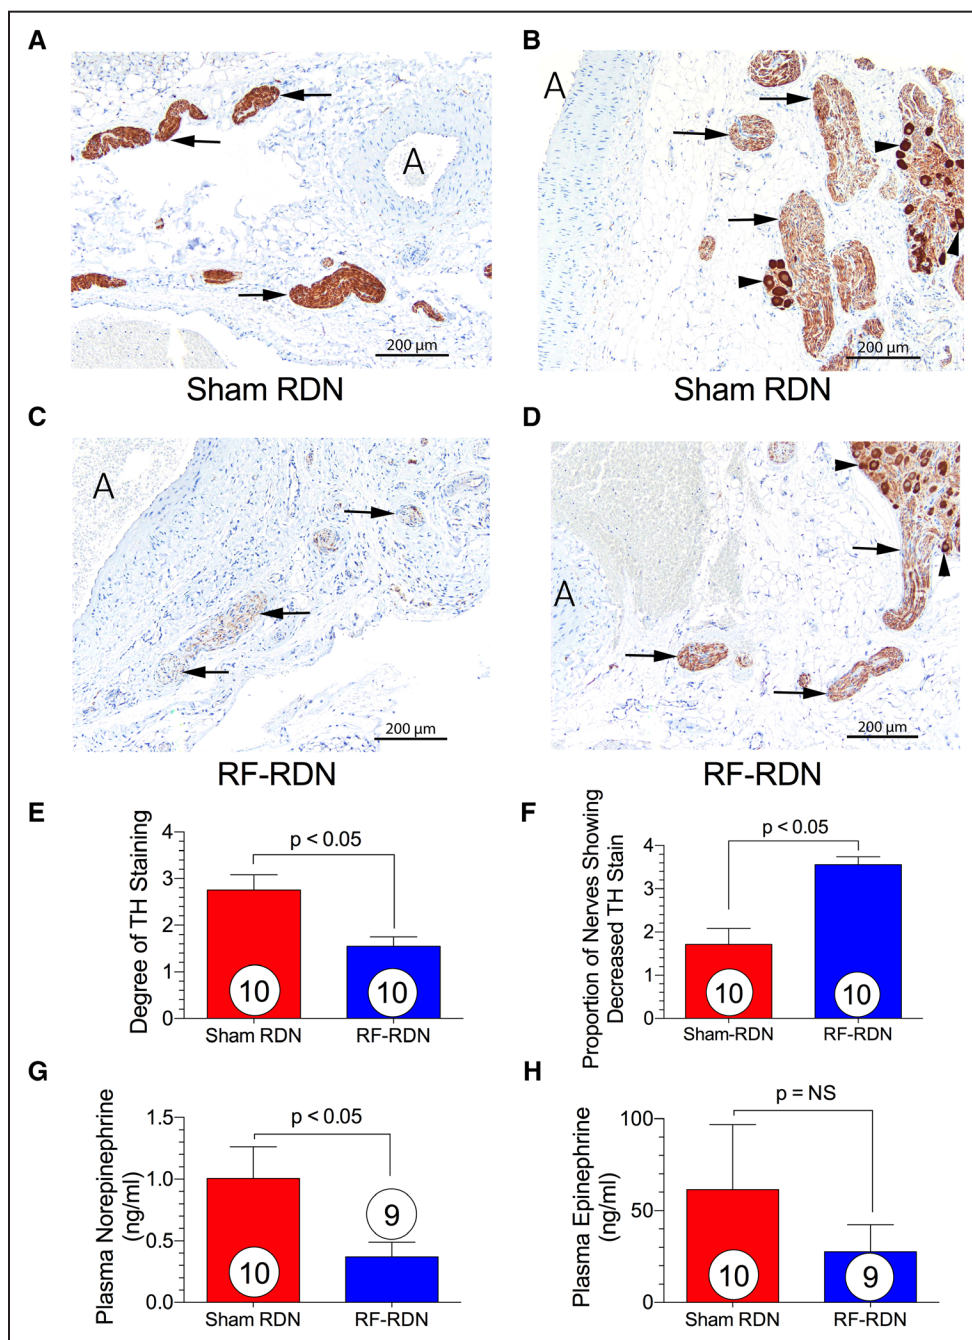 A
B
A
A
200 µm
200 µm
Sham RDN
Sham RDN
C
D
A
A
200 µm
200 µm
RF-RDN
RF-RDN
E
F
Degree of TH Staining
4
3
2
1
0
p < 0.05
10
10
Sham RDN
RF-RDN
Proportion of Nerves Showing
Decreased TH Stain
4
3
2
1
0
p < 0.05
10
10
Sham-RDN
RF-RDN
G
H
Plasma Norepinephrine
(ng/ml)
1.5
1.0
0.5
0.0
p < 0.05
10
9
Sham RDN
RF-RDN
Plasma Epinephrine
(ng/ml)
100
50
0
p = NS
10
9
Sham RDN
RF-RDN